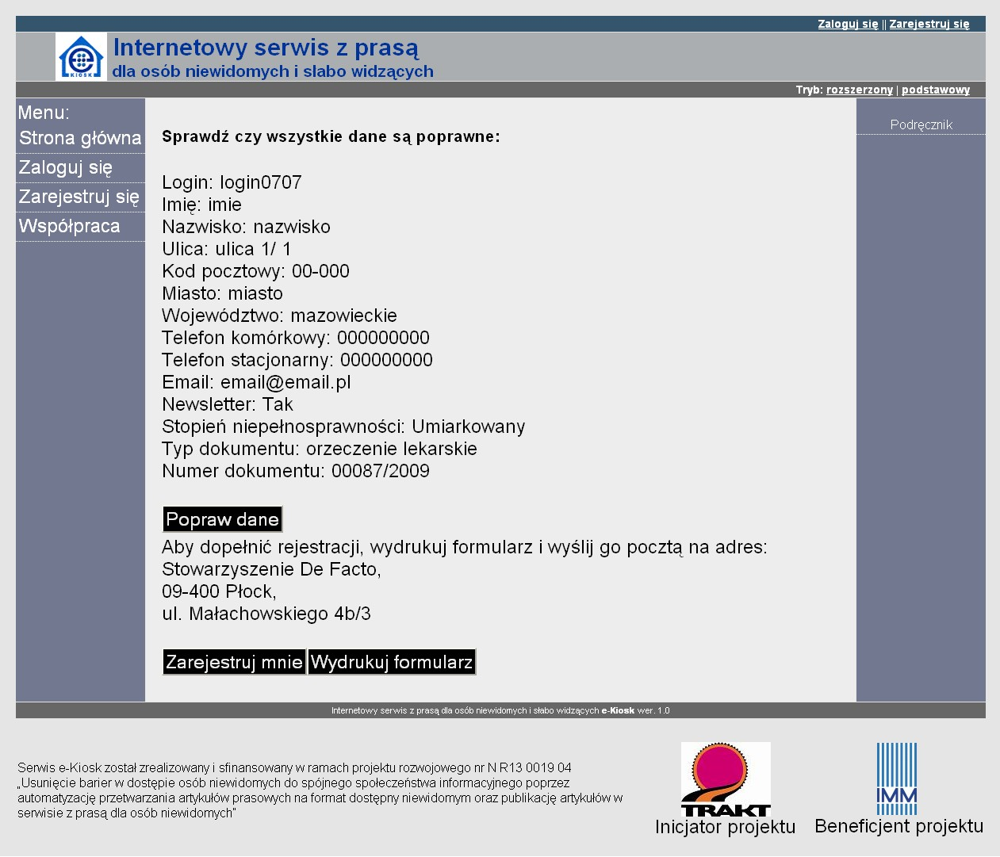 Zaloguj się || Zarejestruj się
KIOSK
Internetowy serwis z prasą
dla osób niewidomych i slabo widzących
Tryb: rozszerzony | podstawowy
Menu:
Strona główna
Zaloguj się
Zarejestruj się
Współpraca
Podręcznik
Sprawdź czy wszystkie dane są poprawne:
Login: login0707
Imię: imie
Nazwisko: nazwisko
Ulica: ulica 1/ 1
Kod pocztowy: 00-000
Miasto: miasto
Województwo: mazowieckie
Telefon komórkowy: 000000000
Telefon stacjonarny: 000000000
Email: email@email.pl
Newsletter: Tak
Stopień niepełnosprawności: Umiarkowany
Typ dokumentu: orzeczenie lekarskie
Numer dokumentu: 00087/2009
Popraw dane
Aby dopełnić rejestracji, wydrukuj formularz i wyślij go pocztą na adres:
Stowarzyszenie De Facto,
09-400 Płock,
ul. Małachowskiego 4b/3
Zarejestruj mnie Wydrukuj formularz
Internetowy serwis z prasą dla osób niewidomych i słabo widzących e-Kiosk wer. 1.0
Serwis e-Kiosk został zrealizowany i sfinansowany w ramach projektu rozwojowego nr N R13 0019 04
„Usunięcie barier w dostępie osób niewidomych do spójnego społeczeństwa informacyjnego poprzez
automatyzację przetwarzania artykułów prasowych na format dostępny niewidomym oraz publikację artykułów w
serwisie z prasą dla osób niewidomych”
TRAKT
Inicjator projektu
IMM
Beneficjent projektu